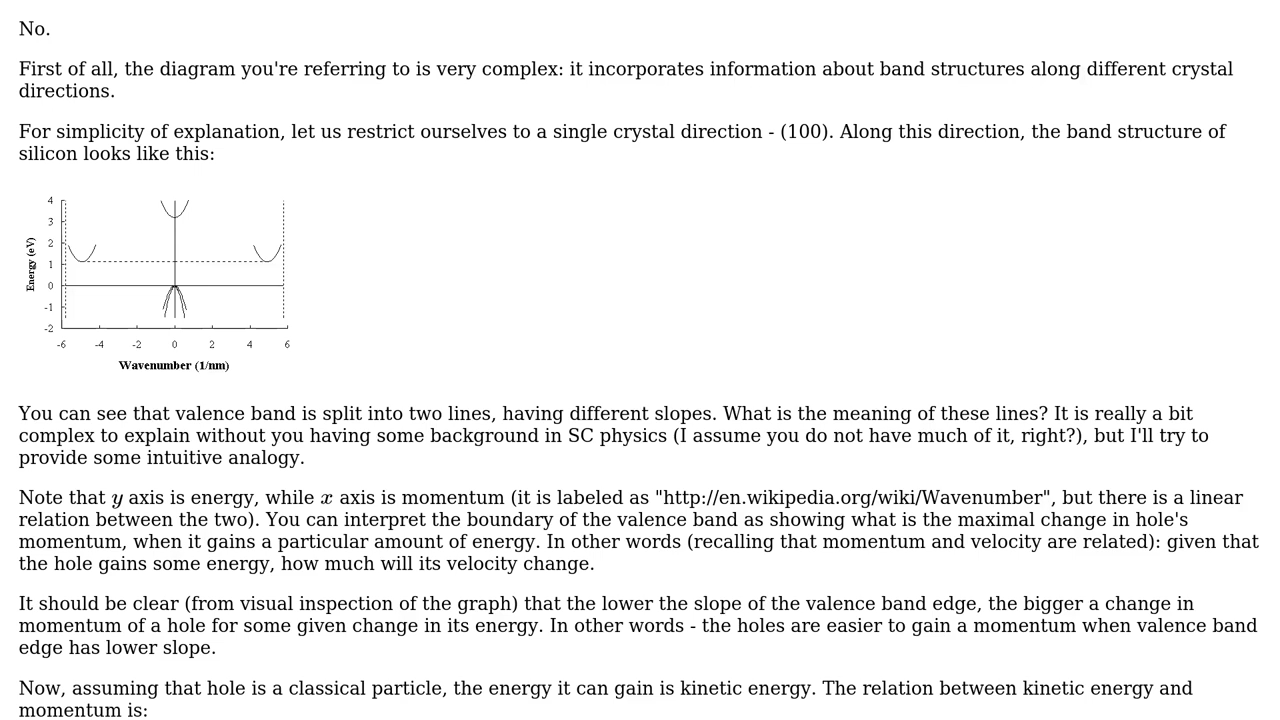 No.
First of all, the diagram you're referring to is very complex: it incorporates information about band structures along different crystal
directions.
For simplicity of explanation, let us restrict ourselves to a single crystal direction - (100). Along this direction, the band structure of
silicon looks like this:
4
3
2
1
0
-1
-2
Energy (eV)
-6 -4 -2 0 2 4 6
Wavenumber (1/nm)
You can see that valence band is split into two lines, having different slopes. What is the meaning of these lines? It is really a bit
complex to explain without you having some background in SC physics (I assume you do not have much of it, right?), but I'll try to
provide some intuitive analogy.
Note that y axis is energy, while x axis is momentum (it is labeled as "http://en.wikipedia.org/wiki/Wavenumber", but there is a linear
relation between the two). You can interpret the boundary of the valence band as showing what is the maximal change in hole's
momentum, when it gains a particular amount of energy. In other words (recalling that momentum and velocity are related): given that
the hole gains some energy, how much will its velocity change.
It should be clear (from visual inspection of the graph) that the lower the slope of the valence band edge, the bigger a change in
momentum of a hole for some given change in its energy. In other words - the holes are easier to gain a momentum when valence band
edge has lower slope.
Now, assuming that hole is a classical particle, the energy it can gain is kinetic energy. The relation between kinetic energy and
momentum is: